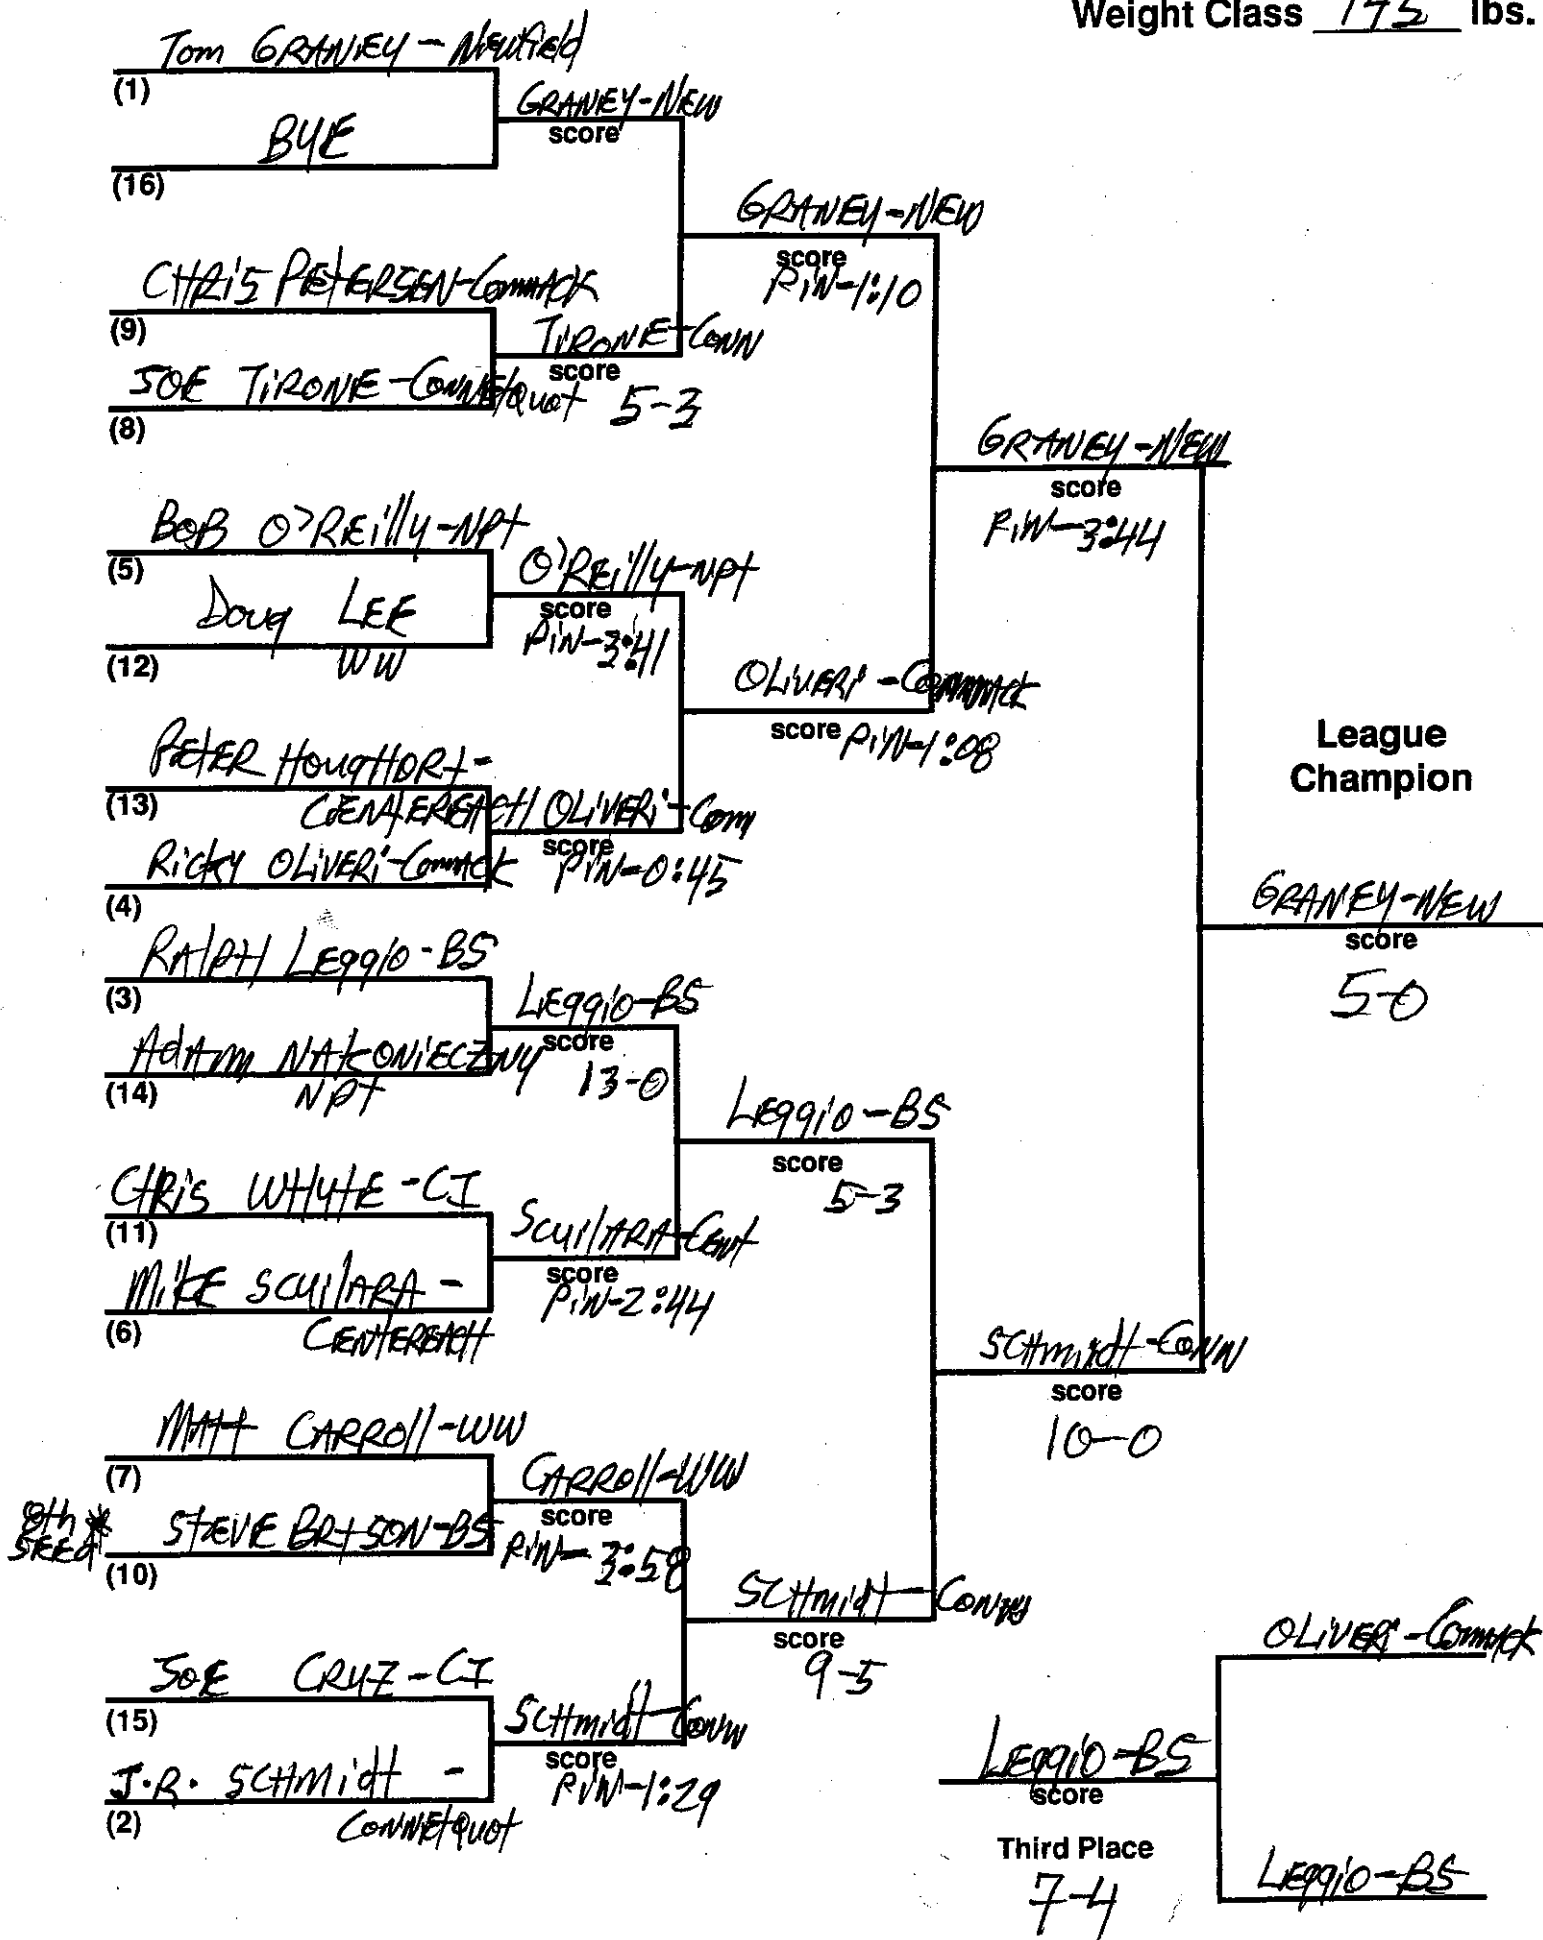 Weight Class 175 lbs.
Tom GRANEY - Newfield
(1)
GRANEY-NEW
score
BYE
(16)
GRANEY-NEW
score
PIN-1:10
CHRIS PETERSEN-Commack
(9)
TIRONE-CONN
score
5-3
JOE TIRONE-Connetquot
(8)
GRANEY-NEW
score
PIN-3:44
BOB O'REilly-NPt
(5)
O'REilly-NPt
score
PIN-3:41
Doug LEE
(12)
WW
OLIVERI-Commack
score
PIN-1:08
PETER HougHtoRt-
(13)
CENTEREACH
OLIVERI-Com
score
PIN-0:45
Ricky OLIVERI-Commack
(4)
League
Champion
GRANEY-NEW
score
5-0
RAlPH LEggio-BS
(3)
LEggio-BS
score
13-0
AdAm NAKONIECZNY
(14)
NPT
LEggio-BS
score
5-3
CHRIS WHYTE-CI
(11)
ScuilARA-Cent
score
PIN-2:44
MIKE SCUilARA -
(6)
CENTEREACH
SCHmidt-CONN
score
10-0
MAtt CARROll-WW
(7)
CARROll-WW
score
PIN-3:58
8th *
SEED
STEVE BRtSON-BS
(10)
SCHmidt-CONN
score
9-5
JoE CRUZ-CI
(15)
SCHmidt-Conn
score
PIN-1:29
J.R. SCHMidt -
(2)
CONNEtquot
OLIVERI-Commack
LEggio-BS
score
Third Place
7-4
LEggio-BS